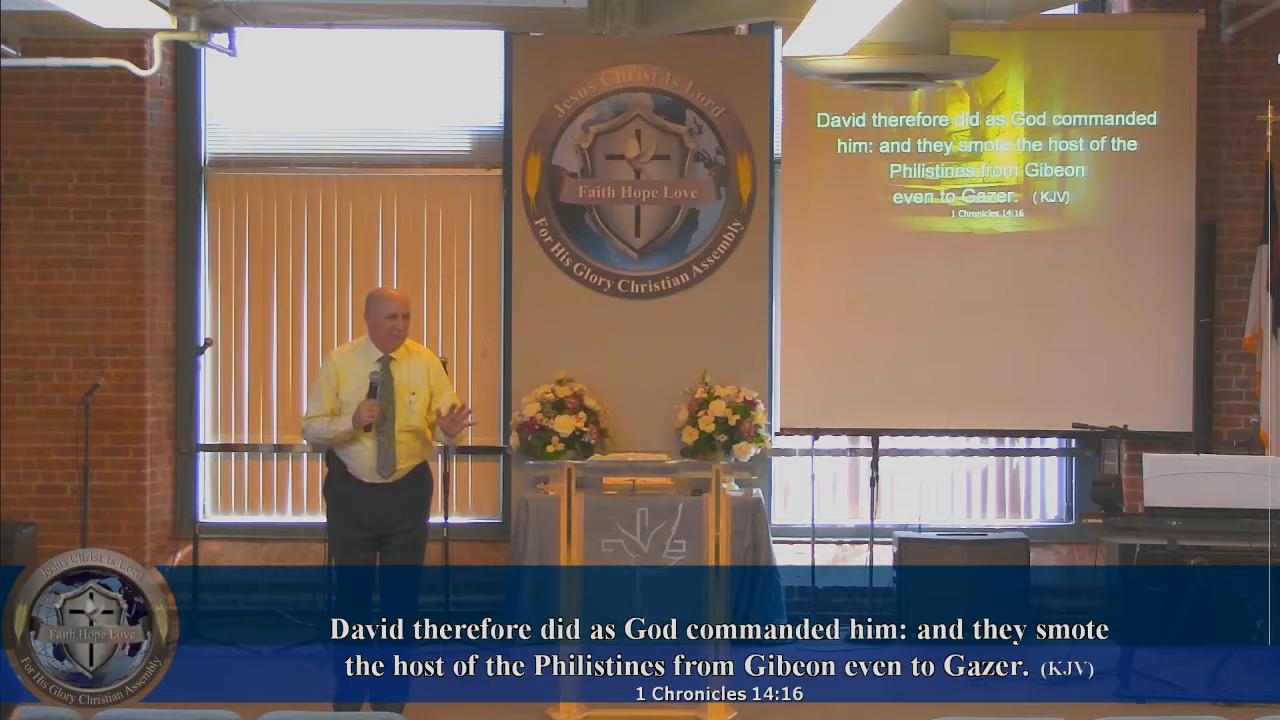 Jesus Christ Is Lord
Faith Hope Love
For His Glory Christian Assembly
David therefore did as God commanded
him: and they smote the host of the
Philistines from Gibeon
even to Gazer. (KJV)
1 Chronicles 14:16
Jesus Christ Is Lord
Faith Hope Love
For His Glory Christian Assembly
David therefore did as God commanded him: and they smote
the host of the Philistines from Gibeon even to Gazer. (KJV)
1 Chronicles 14:16